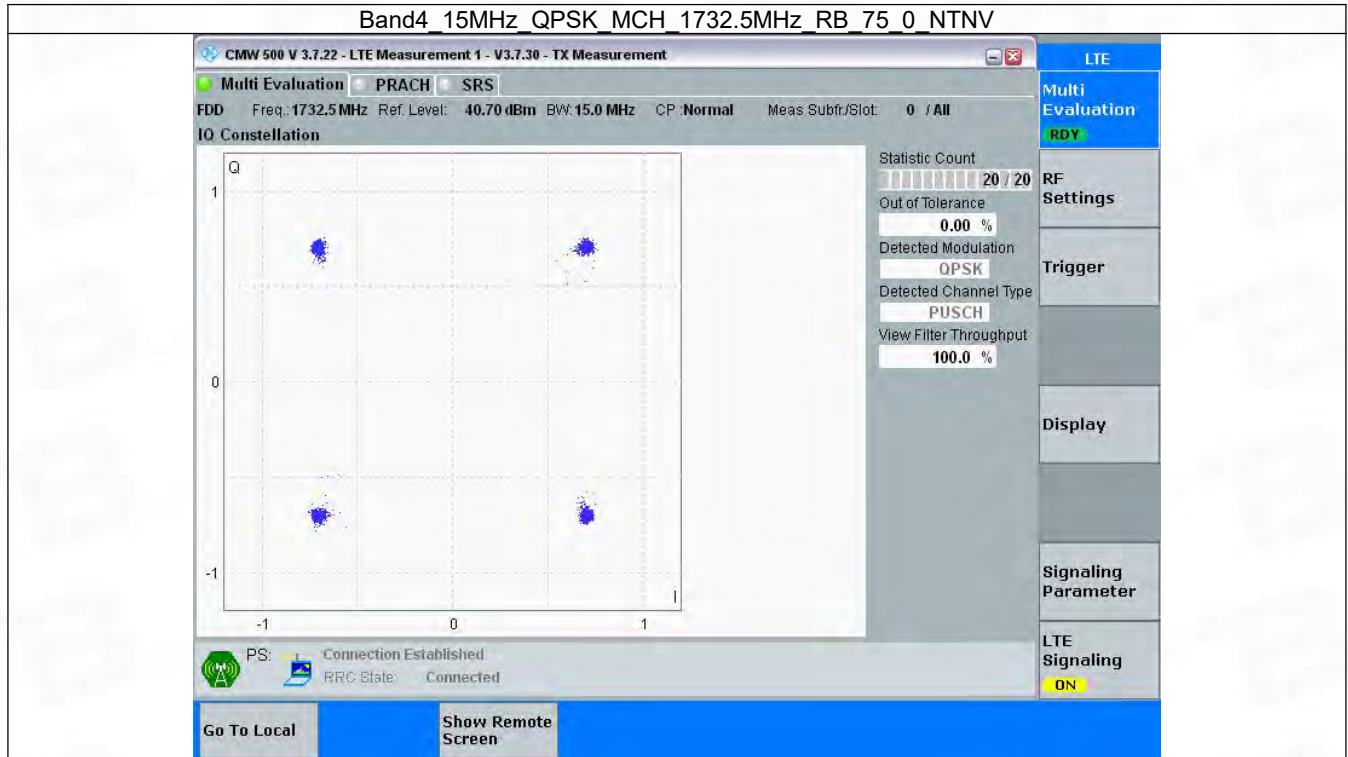 Band4_15MHz_QPSK_MCH_1732.5MHz_RB_75_0_NTNV
CMW 500 V 3.7.22 - LTE Measurement 1 - V3.7.30 - TX Measurement
LTE
Multi Evaluation PRACH SRS
Multi
Evaluation
RDY
FDD Freq.:1732.5 MHz Ref. Level: 40.70 dBm BW:15.0 MHz CP :Normal Meas Subfr./Slot: 0 / All
IQ Constellation
Q
1
0
-1
I
-1 0 1
Statistic Count
20 / 20
Out of Tolerance
0.00 %
Detected Modulation
QPSK
Detected Channel Type
PUSCH
View Filter Throughput
100.0 %
RF
Settings
Trigger
Display
Signaling
Parameter
LTE
Signaling
ON
PS: Connection Established
RRC State: Connected
Go To Local
Show Remote
Screen